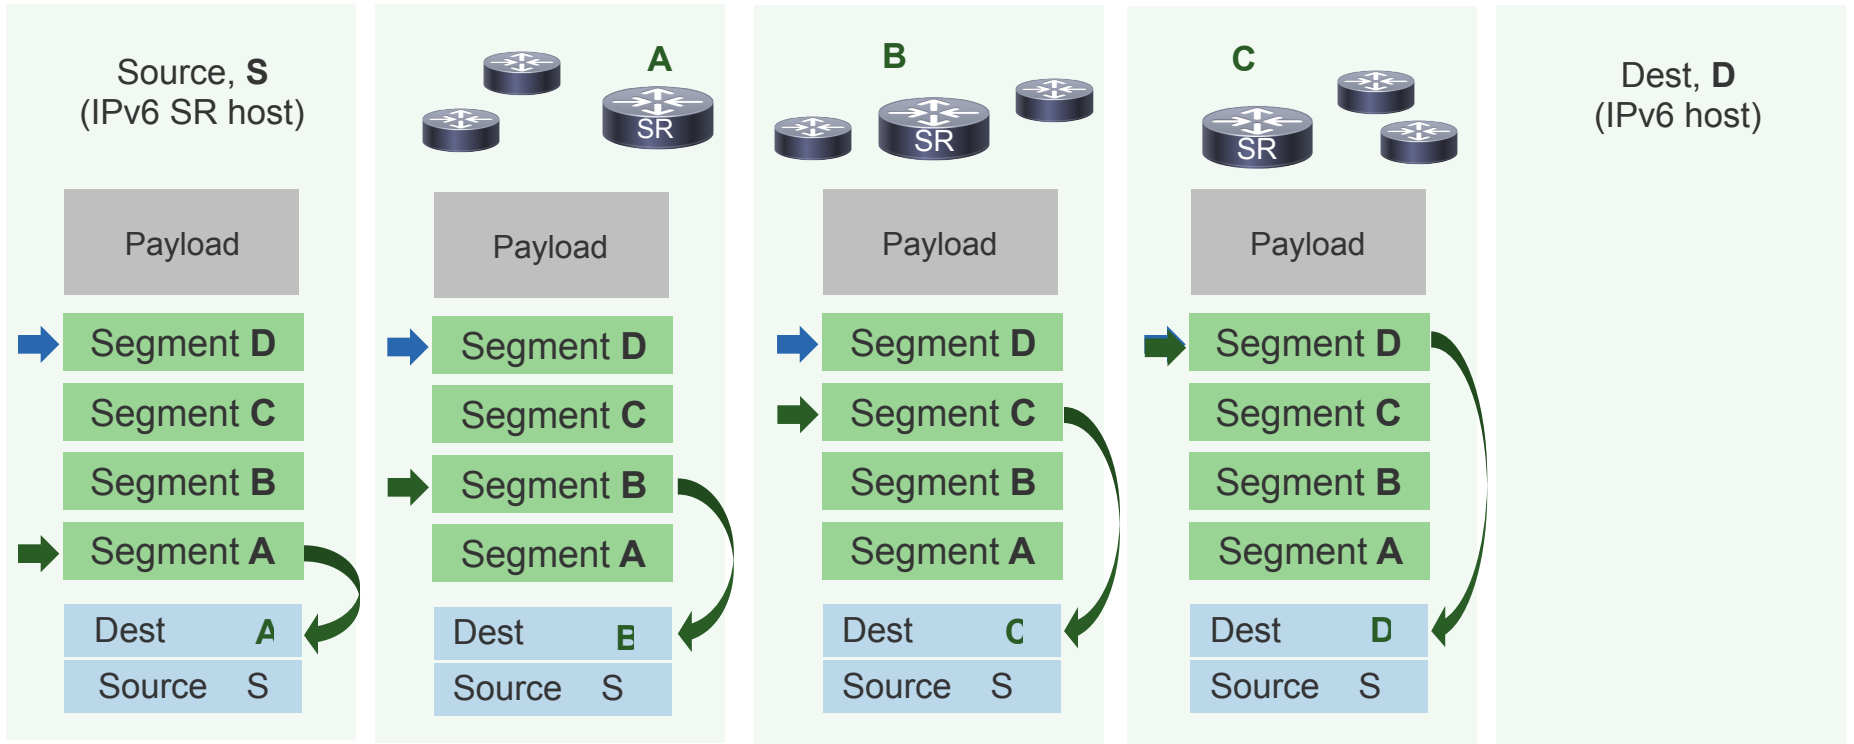 Source, S
(IPv6 SR host)
Payload
Segment D
Segment C
Segment B
Segment A
Dest A
Source S
A
SR
Payload
Segment D
Segment C
Segment B
Segment A
Dest B
Source S
B
SR
Payload
Segment D
Segment C
Segment B
Segment A
Dest C
Source S
C
SR
Payload
Segment D
Segment C
Segment B
Segment A
Dest D
Source S
Dest, D
(IPv6 host)